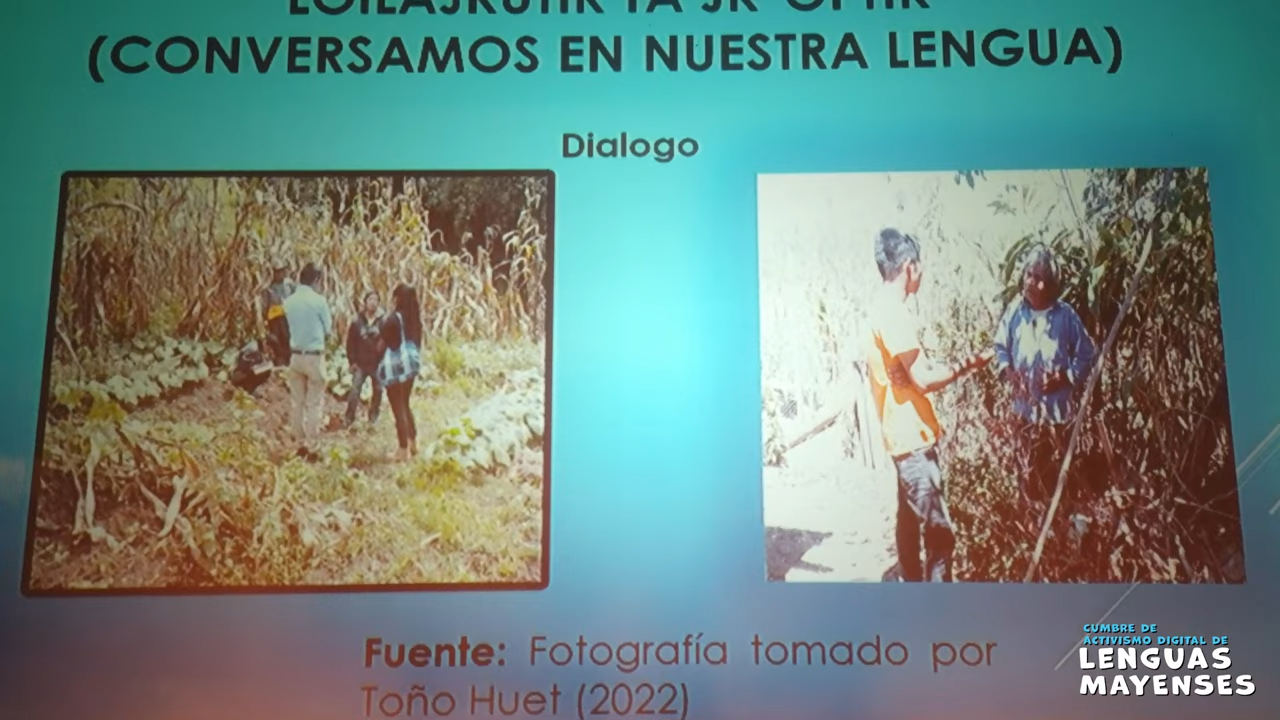 (CONVERSAMOS EN NUESTRA LENGUA)
Dialogo
Fuente: Fotografía tomado por
Toño Huet (2022)
CUMBRE DE
ACTIVISMO DIGITAL DE
LENGUAS
MAYENSES